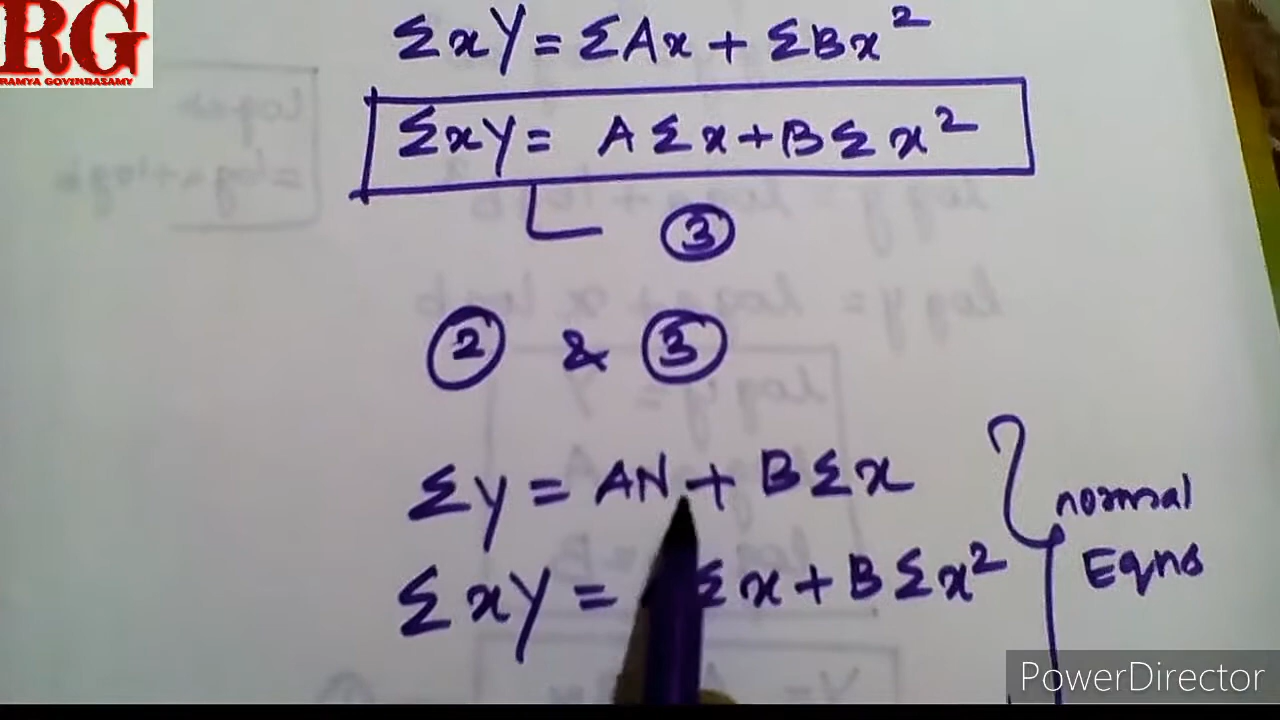 RG
RAMYA GOVINDASAMY
ΣxY = ΣAx + ΣBx²
ΣxY = AΣx + BΣx²
③
② & ③
Σy = AN + BΣx
ΣxY = Σx + BΣx²
normal
Eqns
PowerDirector